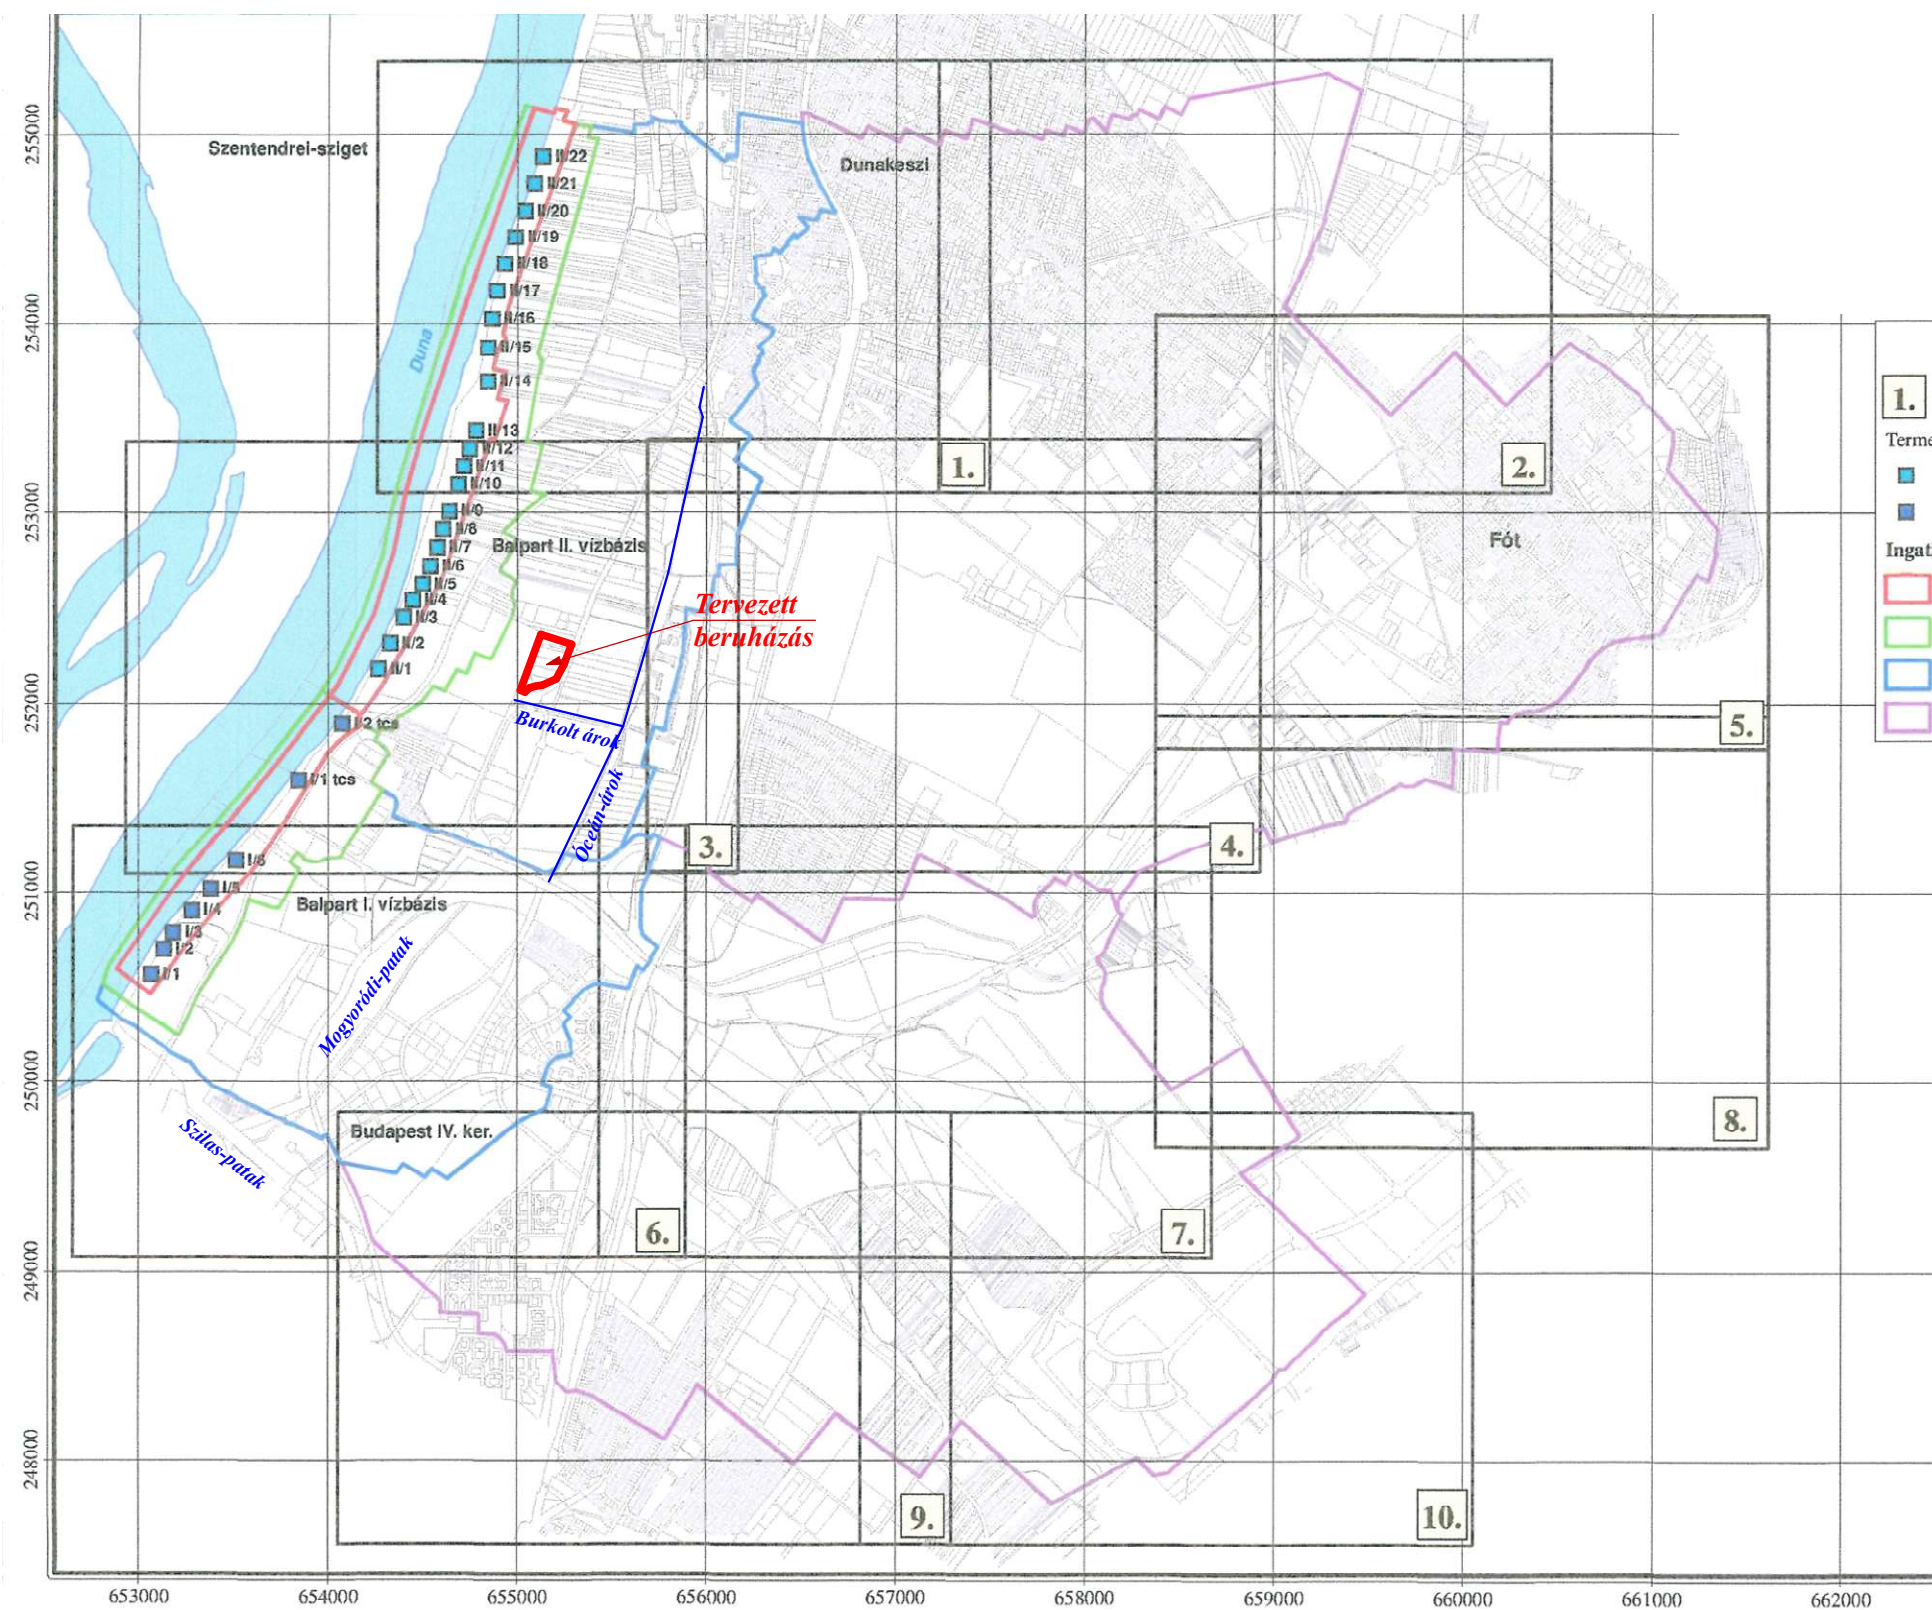 Szentendrei-sziget
Dunakeszi
II/22
II/21
II/20
II/19
II/18
II/17
II/16
II/15
II/14
II/13
II/12
II/11
II/10
II/9
II/8
II/7
II/6
II/5
II/4
II/3
II/2
II/1
I/2 tcs
I/1 tcs
I/6
I/5
I/4
I/3
I/2
I/1
Duna
Balpart II. vízbázis
Tervezett
beruházás
Burkolt árok
Óceán-árok
Balpart I. vízbázis
Mogyoródi-patak
Szilas-patak
Budapest IV. ker.
Fót
1.
2.
3.
4.
5.
6.
7.
8.
9.
10.
1.
Terme
Ingat
255000
254000
253000
252000
251000
250000
249000
248000
653000
654000
655000
656000
657000
658000
659000
660000
661000
662000